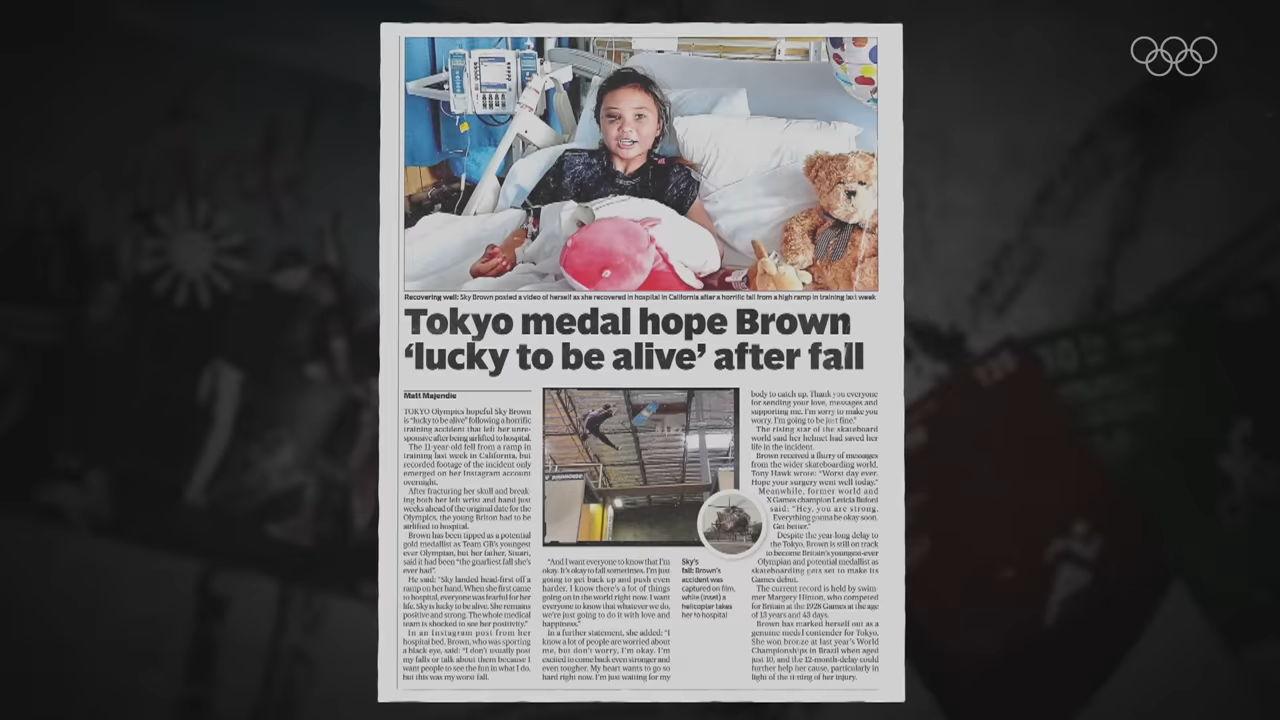 Recovering well: Sky Brown posted a video of herself as she recovered in hospital in California after a horrific fall from a high ramp in training last week
Tokyo medal hope Brown
‘lucky to be alive’ after fall
Matt Majendie
TOKYO Olympics hopeful Sky Brown
is “lucky to be alive” following a horrific
training accident that left her unre-
sponsive after being airlifted to hospital.
The 11-year-old fell from a ramp in
training last week in California, but
recorded footage of the incident only
emerged on her Instagram account
overnight.
After fracturing her skull and break-
ing both her left wrist and hand just
weeks ahead of the original date for the
Olympics, the young Briton had to be
airlifted to hospital.
Brown has been tipped as a potential
gold medallist as Team GB’s youngest
ever Olympian, but her father, Stuart,
said it had been “the gnarliest fall she’s
ever had”.
He said: “Sky landed head-first off a
ramp on her hand. When she first came
to hospital, everyone was fearful for her
life. Sky is lucky to be alive. She remains
positive and strong. The whole medical
team is shocked to see her positivity.”
In an Instagram post from her
hospital bed, Brown, who was sporting
a black eye, said: “I don’t usually post
my falls or talk about them because I
want people to see the fun in what I do,
but this was my worst fall.
“And I want everyone to know that I’m
okay. It’s okay to fall sometimes. I’m just
going to get back up and push even
harder. I know there’s a lot of things
going on in the world right now. I want
everyone to know that whatever we do,
we’re just going to do it with love and
happiness.”
In a further statement, she added: “I
know a lot of people are worried about
me, but don’t worry, I’m okay. I’m
excited to come back even stronger and
even tougher. My heart wants to go so
hard right now. I’m just waiting for my
Sky’s
fall: Brown’s
accident was
captured on film,
while (inset) a
helicopter takes
her to hospital
body to catch up. Thank you everyone
for sending your love, messages and
supporting me. I’m sorry to make you
worry. I’m going to be just fine.”
The rising star of the skateboard
world said her helmet had saved her
life in the incident.
Brown received a flurry of messages
from the wider skateboarding world.
Tony Hawk wrote: “Worst day ever.
Hope your surgery went well today.”
Meanwhile, former world and
X Games champion Leticia Bufoni
said: “Hey, you are strong.
Everything gonna be okay soon.
Get better.”
Despite the year-long delay to
the Tokyo, Brown is still on track
to become Britain’s youngest-ever
Olympian and potential medallist as
skateboarding gets set to make its
Games debut.
The current record is held by swim-
mer Margery Hinton, who competed
for Britain at the 1928 Games at the age
of 13 years and 43 days.
Brown has marked herself out as a
genuine medal contender for Tokyo.
She won bronze at last year’s World
Championships in Brazil when aged
just 10, and the 12-month-delay could
further help her cause, particularly in
light of the timing of her injury.